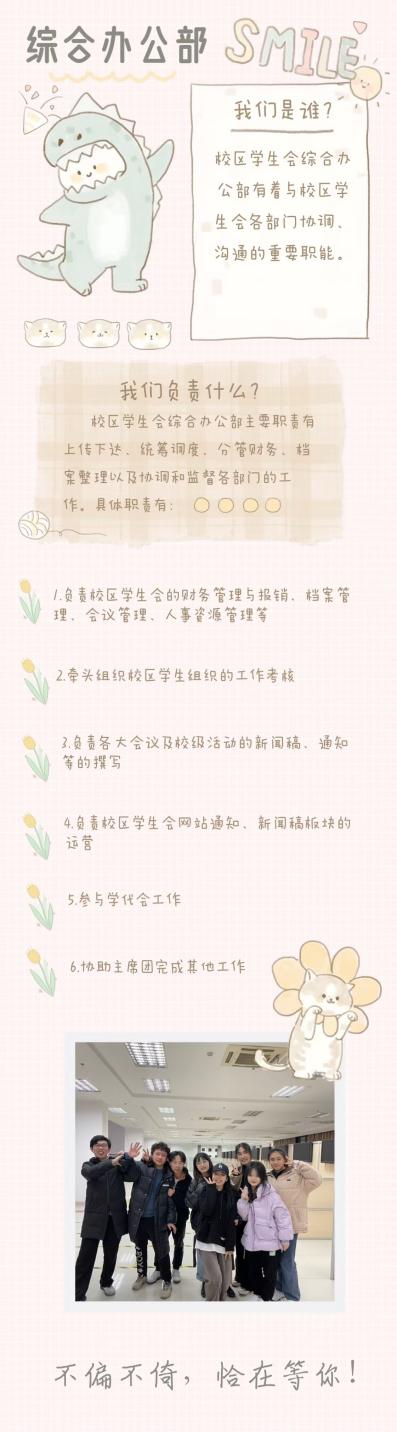 综合办公部 SMILE
我们是谁？
校区学生会综合办
公部有着与校区学
生会各部门协调、
沟通的重要职能。
我们负责什么？
校区学生会综合办公部主要职责有
上传下达、统筹调度、分管财务、档
案整理以及协调和监督各部门的工
作。具体职责有：
1.负责校区学生会的财务管理与报销、档案管
理、会议管理、人事资源管理等
2.牵头组织校区学生组织的工作考核
3.负责各大会议及校级活动的新闻稿、通知
等的撰写
4.负责校区学生会网站通知、新闻稿板块的
运营
5.参与学代会工作
6.协助主席团完成其他工作
不偏不倚，恰在等你！